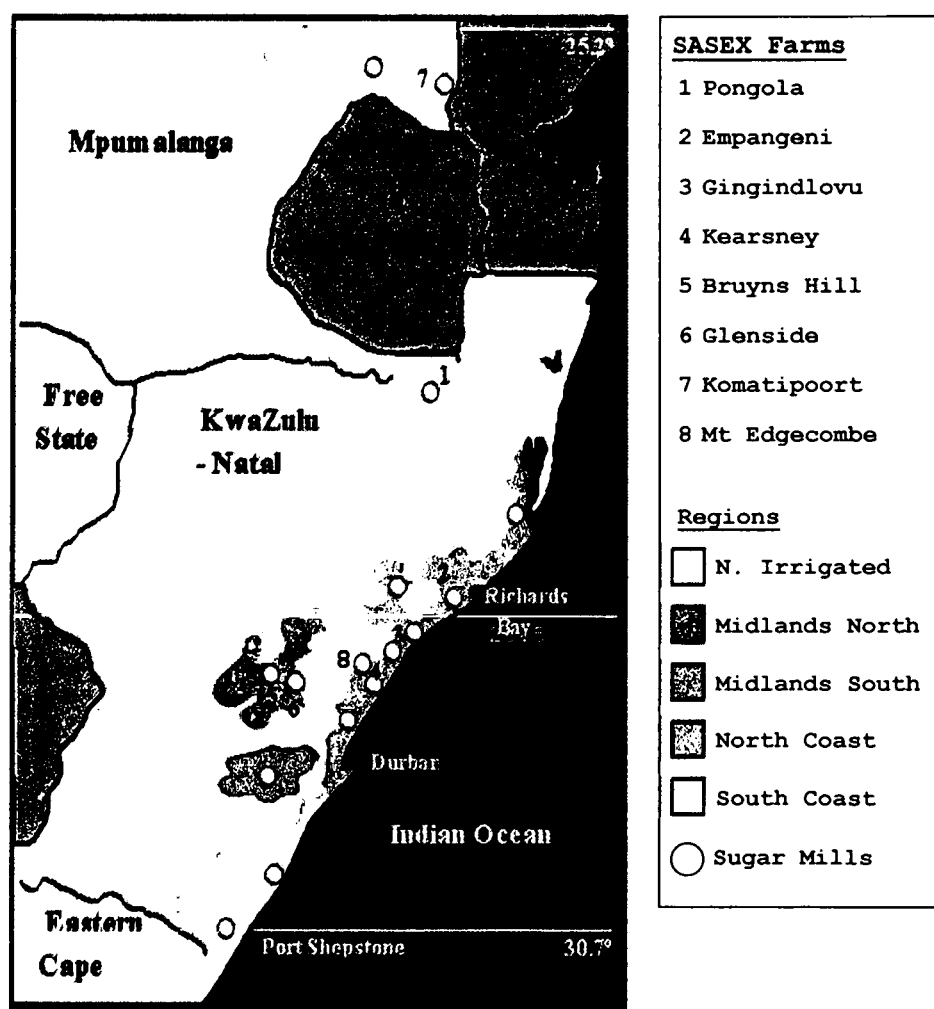 25.2°
7
Mpumalanga
1
Free
State
KwaZulu
- Natal
Richards
Bay
8
Durban
Indian Ocean
Eastern
Cape
Port Shepstone
30.7°
SASEX Farms
1 Pongola
2 Empangeni
3 Gingindlovu
4 Kearsney
5 Bruyns Hill
6 Glenside
7 Komatipoort
8 Mt Edgecombe
Regions
N. Irrigated
Midlands North
Midlands South
North Coast
South Coast
Sugar Mills